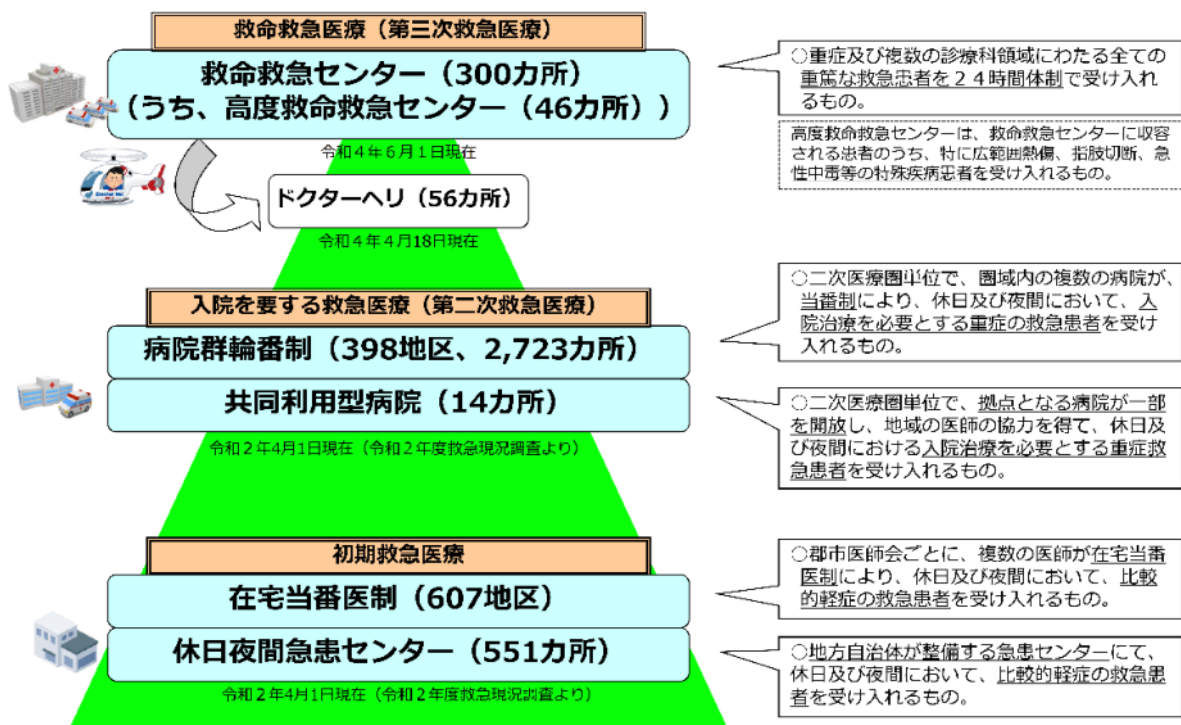 救命救急医療（第三次救急医療）
救命救急センター（300カ所）
（うち、高度救命救急センター（46カ所））
令和４年６月１日現在
ドクターヘリ（56カ所）
令和４年４月18日現在
○重症及び複数の診療科領域にわたる全ての
重篤な救急患者を２４時間体制で受け入れ
るもの。
高度救命救急センターは、救命救急センターに収容
される患者のうち、特に広範囲熱傷、指肢切断、急
性中毒等の特殊疾病患者を受け入れるもの。
入院を要する救急医療（第二次救急医療）
病院群輪番制（398地区、2,723カ所）
共同利用型病院（14カ所）
令和２年4月1日現在（令和２年度救急現況調査より）
○二次医療圏単位で、圏域内の複数の病院が、
当番制により、休日及び夜間において、入
院治療を必要とする重症の救急患者を受け
入れるもの。
○二次医療圏単位で、拠点となる病院が一部
を開放し、地域の医師の協力を得て、休日及
び夜間における入院治療を必要とする重症救
急患者を受け入れるもの。
初期救急医療
在宅当番医制（607地区）
休日夜間急患センター（551カ所）
令和２年4月1日現在（令和２年度救急現況調査より）
○郡市医師会ごとに、複数の医師が在宅当番
医制により、休日及び夜間において、比較
的軽症の救急患者を受け入れるもの。
○地方自治体が整備する急患センターにて、
休日及び夜間において、比較的軽症の救急患
者を受け入れるもの。